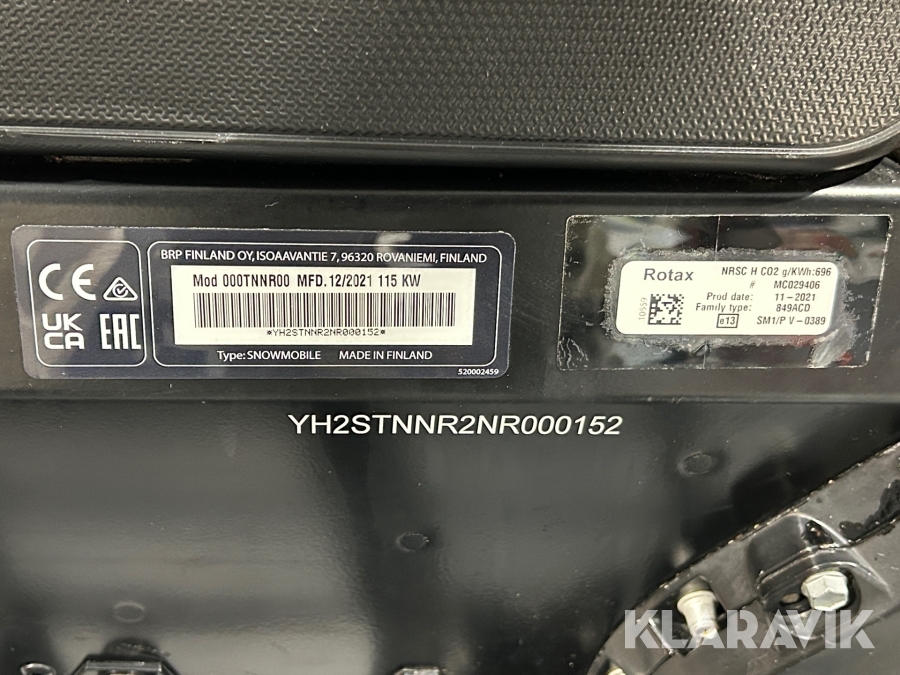 CE
UK
CA
EAC
BRP FINLAND OY, ISOAAVANTIE 7, 96320 ROVANIEMI, FINLAND
Mod 000TNNR00 MFD. 12/2021 115 KW
*YH2STNNR2NR000152*
Type: SNOWMOBILE MADE IN FINLAND
520002459
Rotax
10559
NRSC H CO2 g/KWh:696
# MC029406
Prod date: 11-2021
Family type: 849ACD
e13 SM1/P V-0389
YH2STNNR2NR000152
KLARAVIK